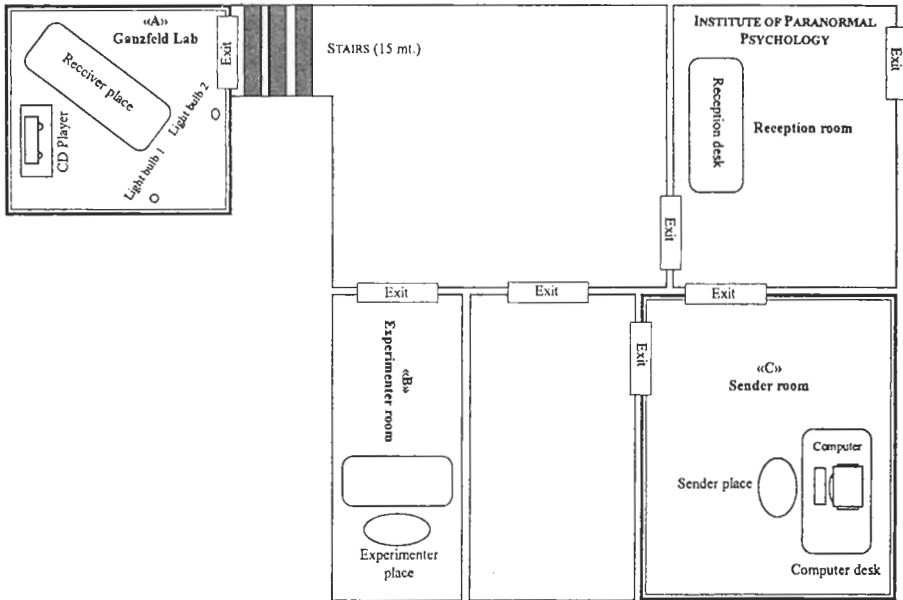 «A»
Ganzfeld Lab
Receiver place
CD Player
Light bulb 1
Light bulb 2
Exit
STAIRS (15 mt.)
INSTITUTE OF PARANORMAL
PSYCHOLOGY
Exit
Reception desk
Reception room
Exit
Exit
Exit
Exit
«B»
Experimenter room
Experimenter
place
Exit
«C»
Sender room
Computer
Sender place
Computer desk